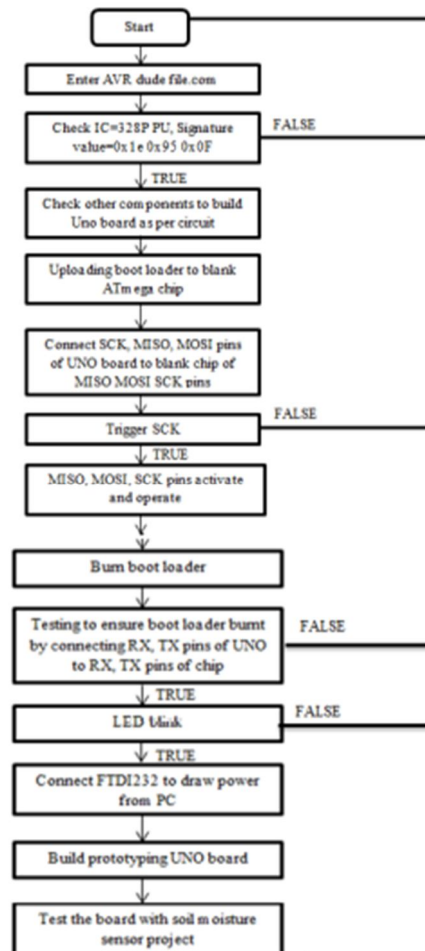 Start
Enter AVR dude file.com
Check IC=328P PU, Signature
value=0x1e 0x95 0x0F
FALSE
TRUE
Check other components to build
Uno board as per circuit
Uploading boot loader to blank
ATmega chip
Connect SCK, MISO, MOSI pins
of UNO board to blank chip of
MISO MOSI SCK pins
FALSE
Trigger SCK
TRUE
MISO, MOSI, SCK pins activate
and operate
Burn boot loader
Testing to ensure boot loader burnt
by connecting RX, TX pins of UNO
to RX, TX pins of chip
FALSE
TRUE
LED blink
FALSE
TRUE
Connect FTDI232 to draw power
from PC
Build prototyping UNO board
Test the board with soil moisture
sensor project